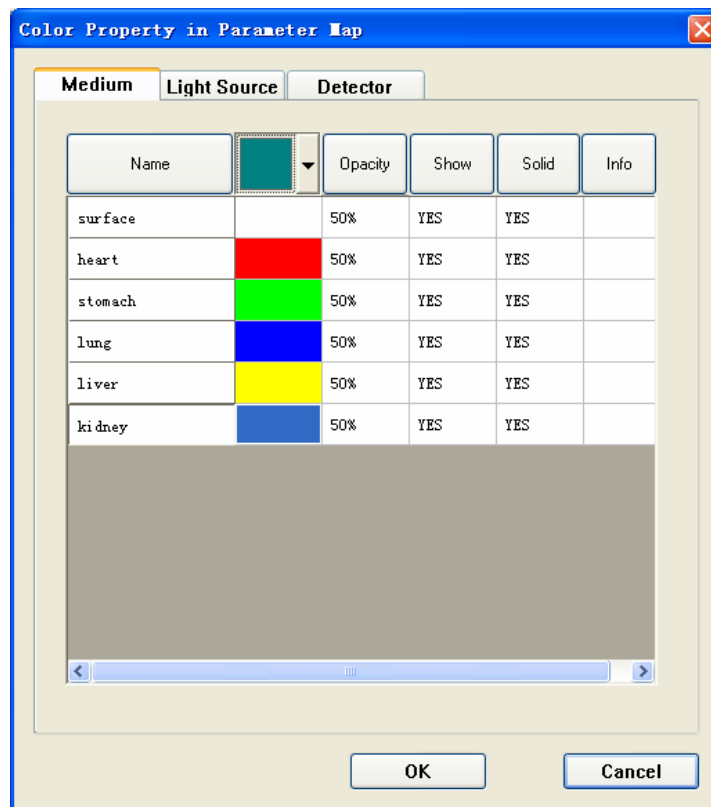 Color Property in Parameter Map
Medium Light Source Detector
Name Opacity Show Solid Info
surface 50% YES YES
heart 50% YES YES
stomach 50% YES YES
lung 50% YES YES
liver 50% YES YES
kidney 50% YES YES
OK Cancel